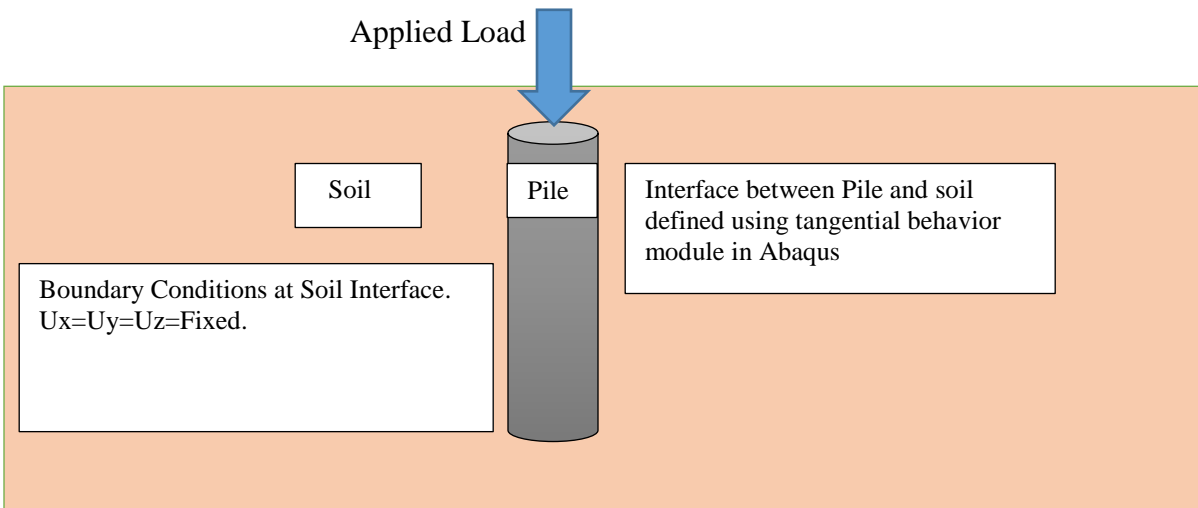 Applied Load
Soil
Pile
Interface between Pile and soil
defined using tangential behavior
module in Abaqus
Boundary Conditions at Soil Interface.
Ux=Uy=Uz=Fixed.